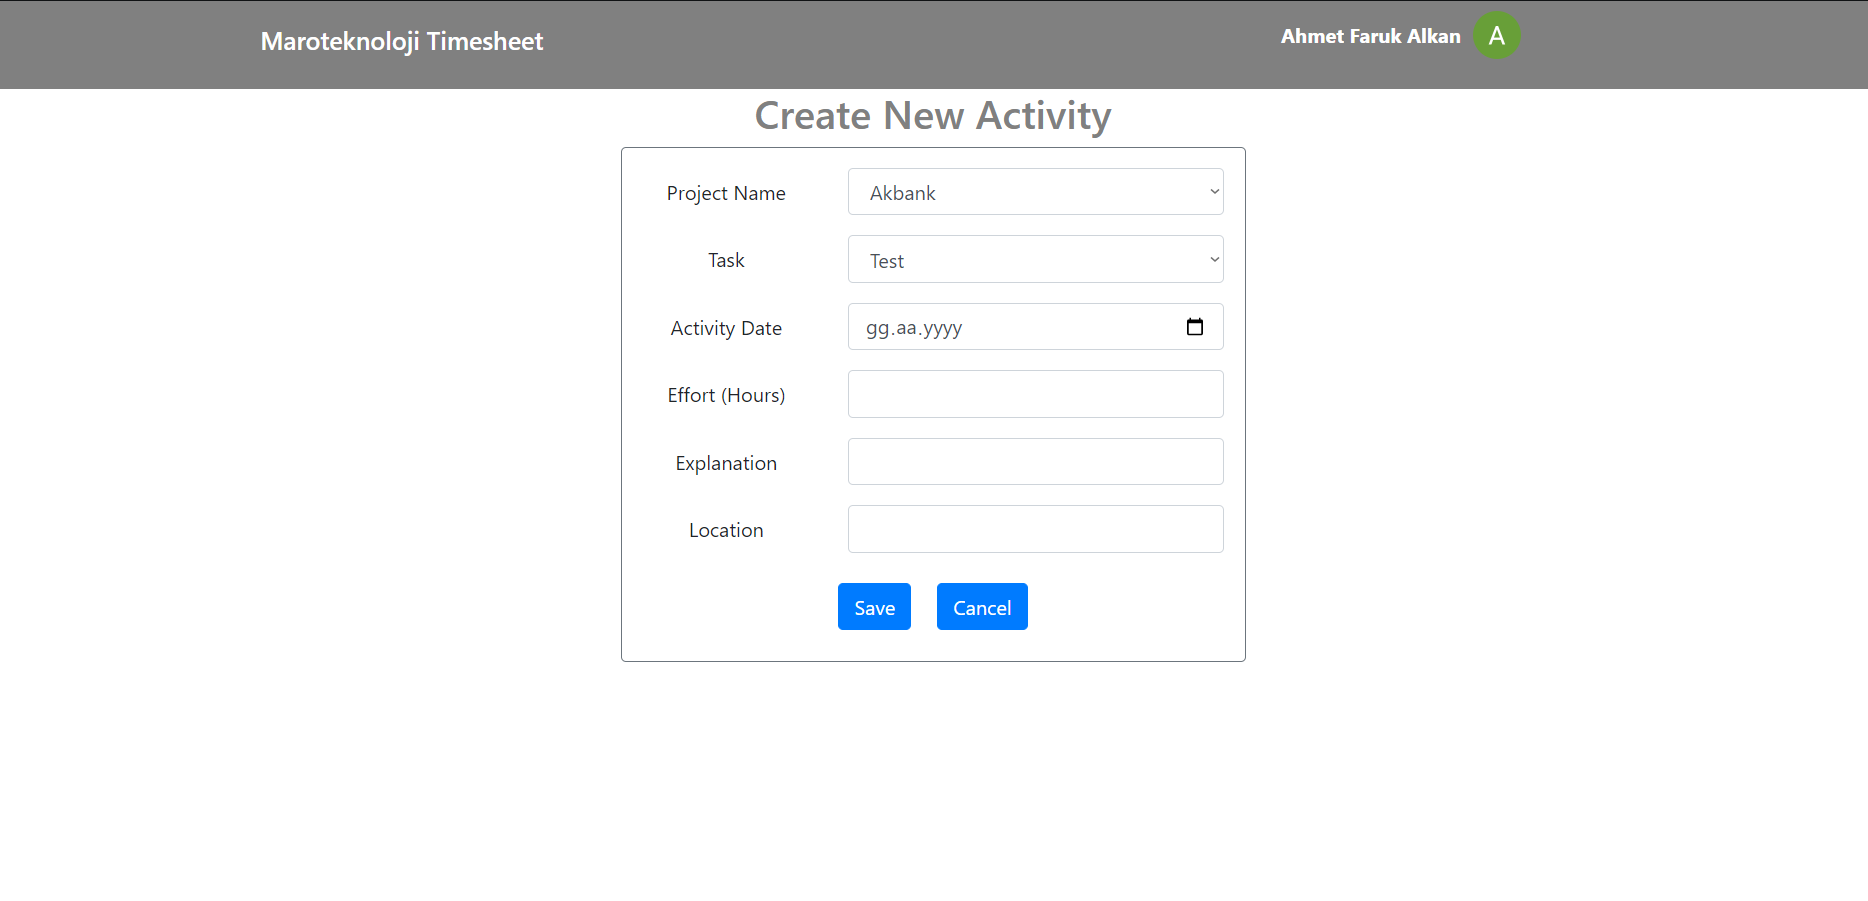 Maroteknoloji Timesheet
Ahmet Faruk Alkan A
Create New Activity
Project Name Akbank
Task Test
Activity Date gg.aa.yyyy
Effort (Hours)
Explanation
Location
Save Cancel